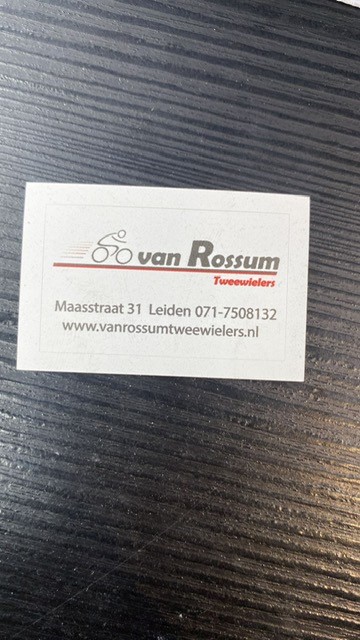 van Rossum
Tweewielers
Maasstraat 31 Leiden 071-7508132
www.vanrossumtweewielers.nl